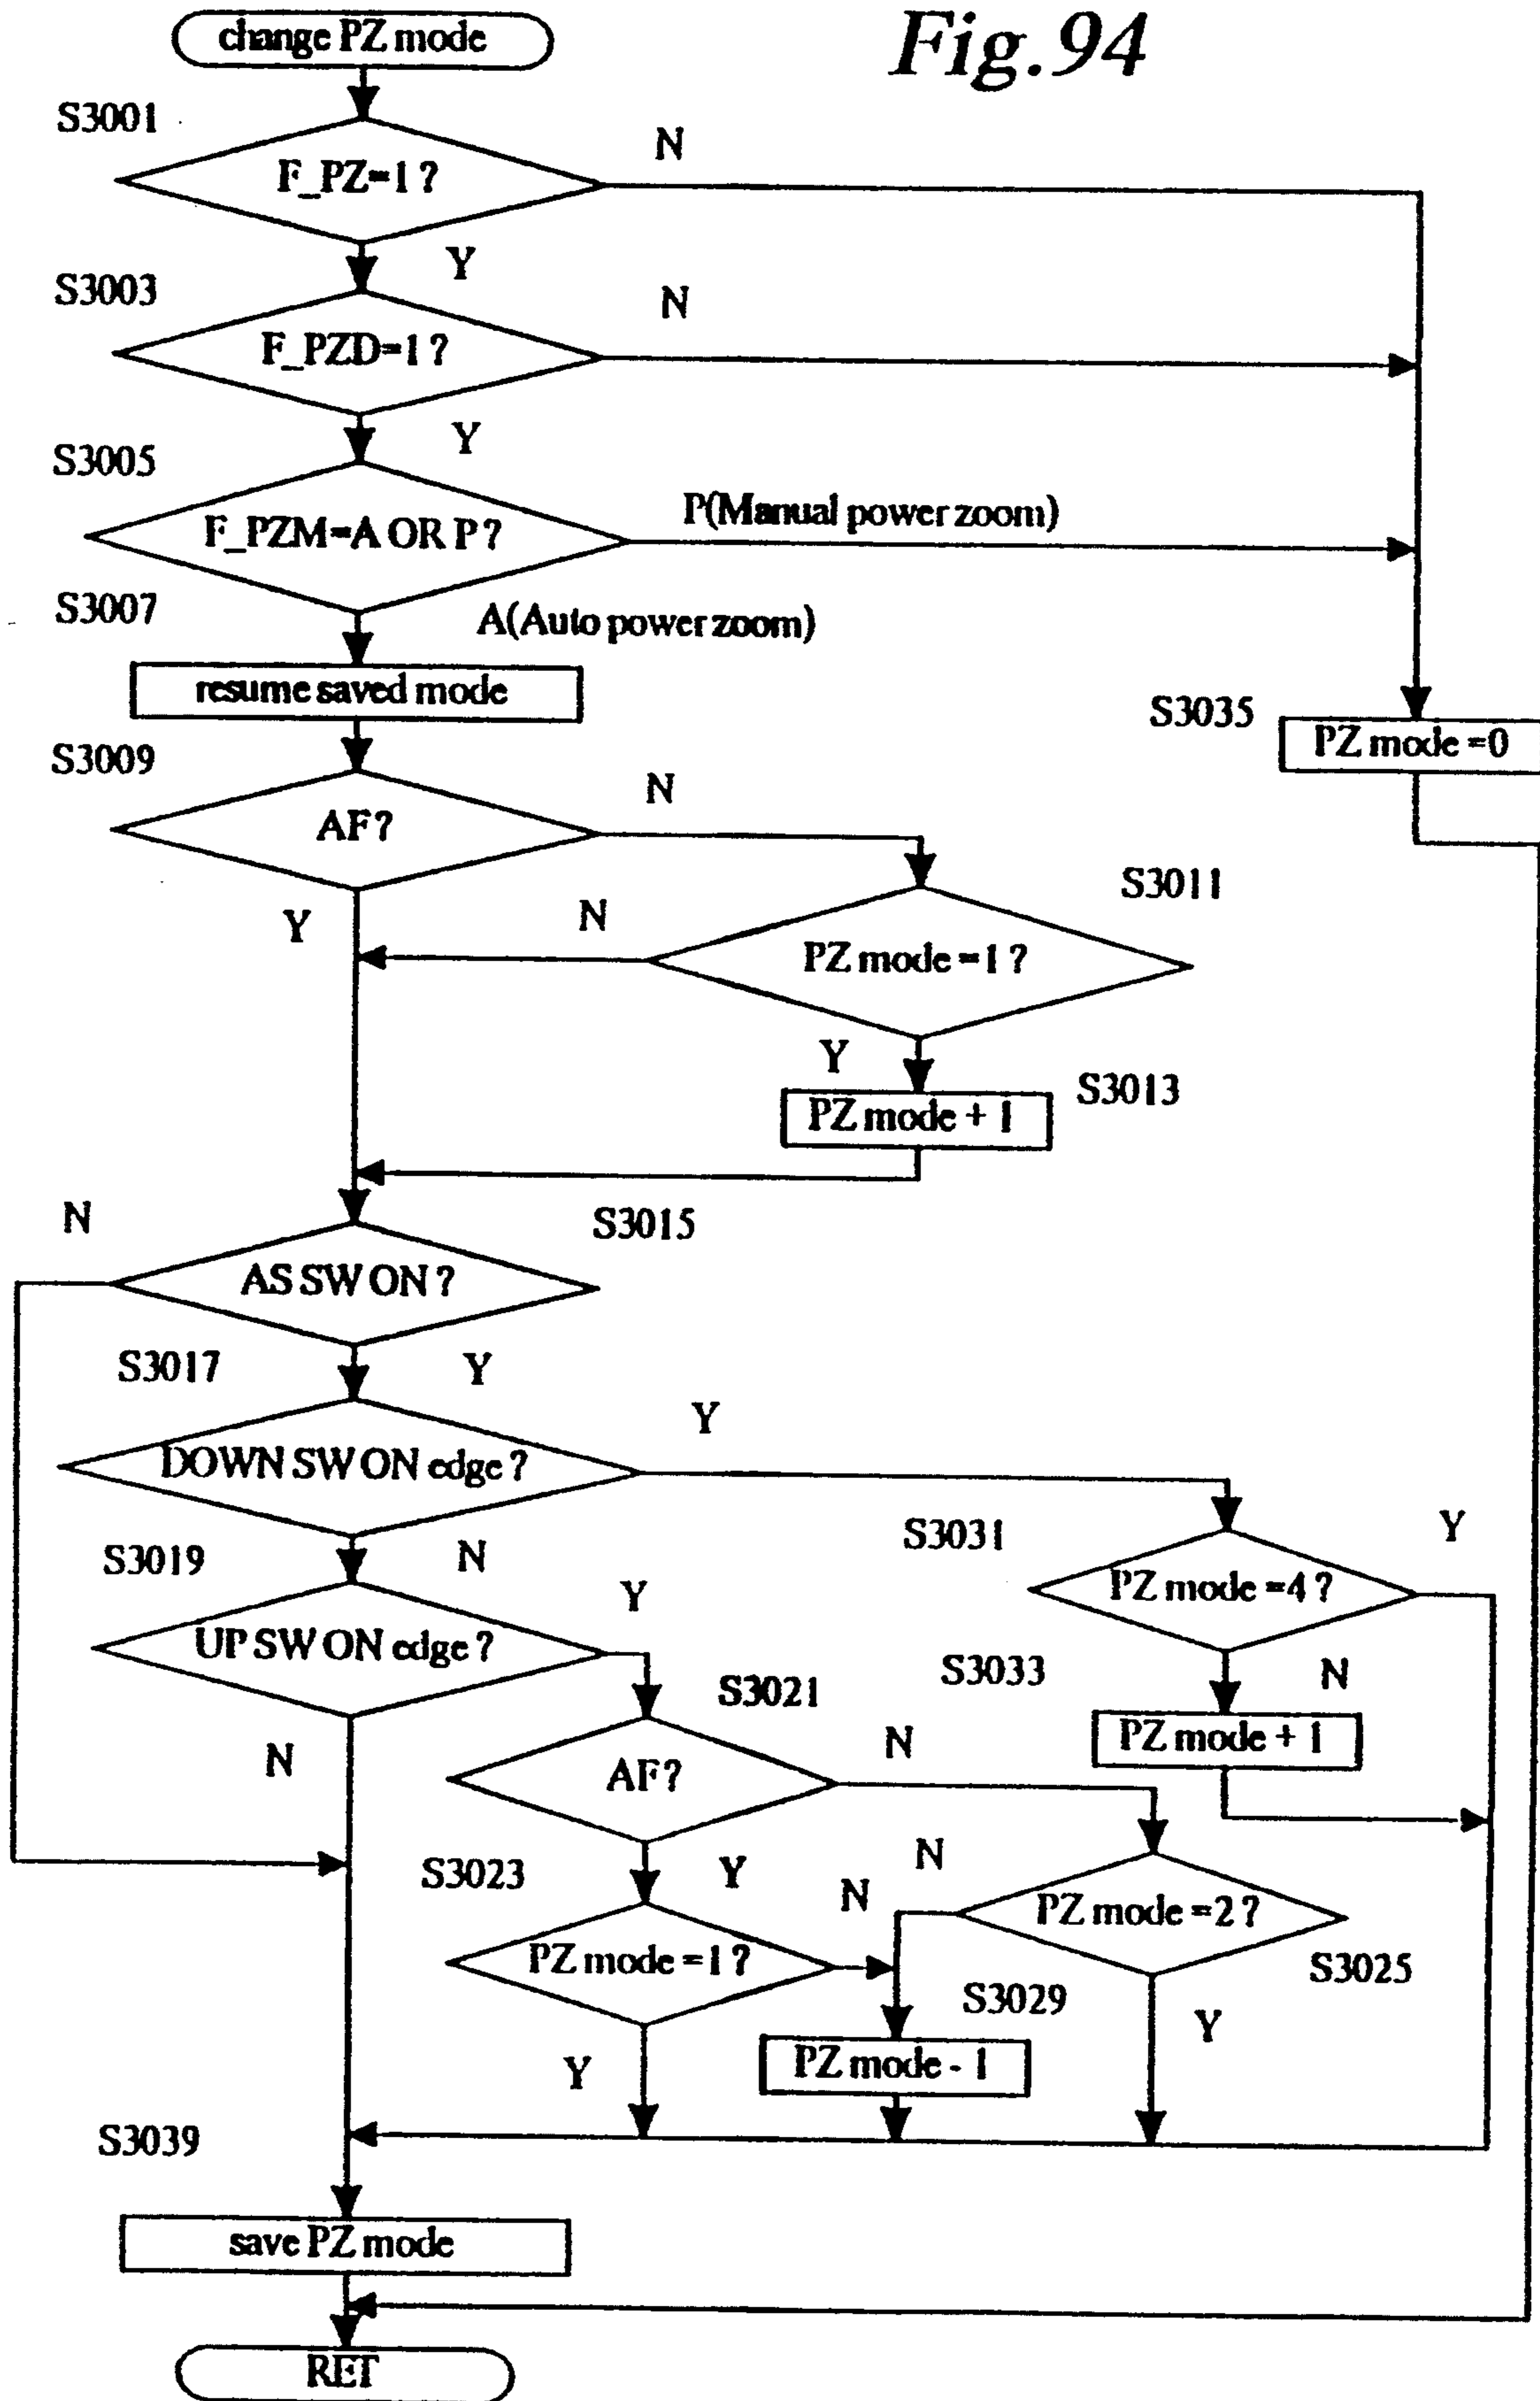 Fig.94
change PZ mode
S3001
F_PZ=1?
N
Y
S3003
F_PZD=1?
N
Y
S3005
F_PZM=A OR P?
P(Manual power zoom)
S3007
A(Auto power zoom)
resume saved mode
S3035
PZ mode =0
S3009
AF?
N
Y
S3011
N
PZ mode =1?
Y
S3013
PZ mode + 1
N
S3015
AS SW ON?
S3017
Y
DOWN SW ON edge?
Y
S3019
N
S3031
Y
PZ mode =4?
UP SW ON edge?
Y
S3033
N
PZ mode + 1
S3021
N
AF?
N
S3023
Y
N
N
PZ mode =2?
S3025
PZ mode =1?
S3029
Y
PZ mode - 1
Y
S3039
save PZ mode
RET